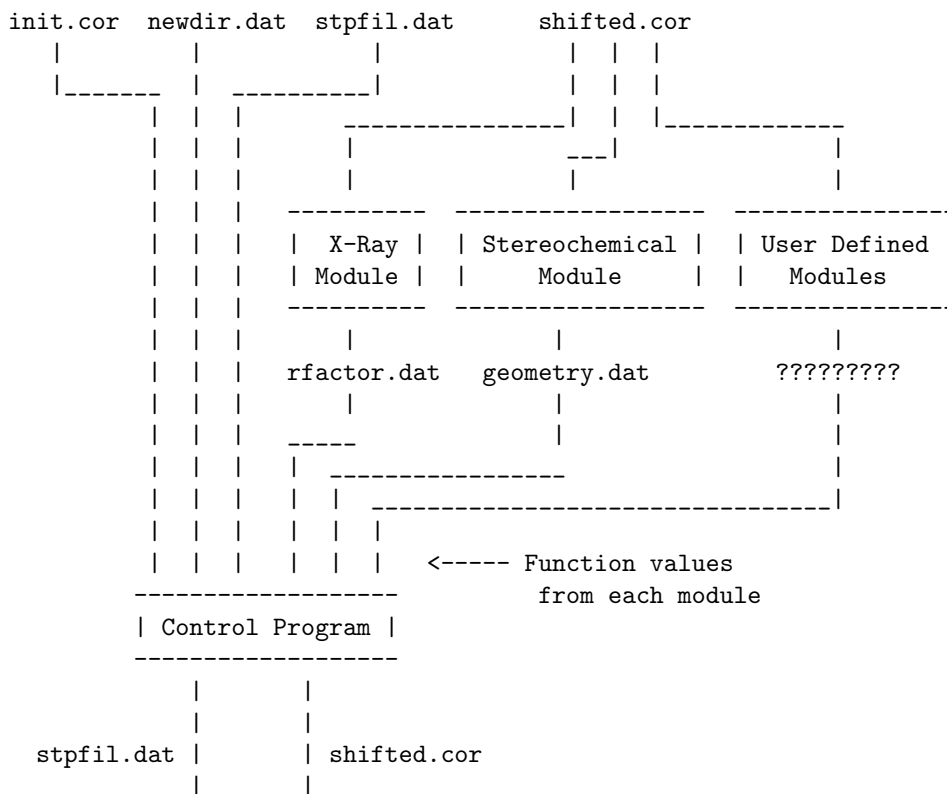 init.cor newdir.dat stpfil.dat shifted.cor
X-Ray Stereochemical User Defined
Module Module Modules
rfactor.dat geometry.dat ?????????
<----- Function values
from each module
Control Program
stpfil.dat shifted.cor